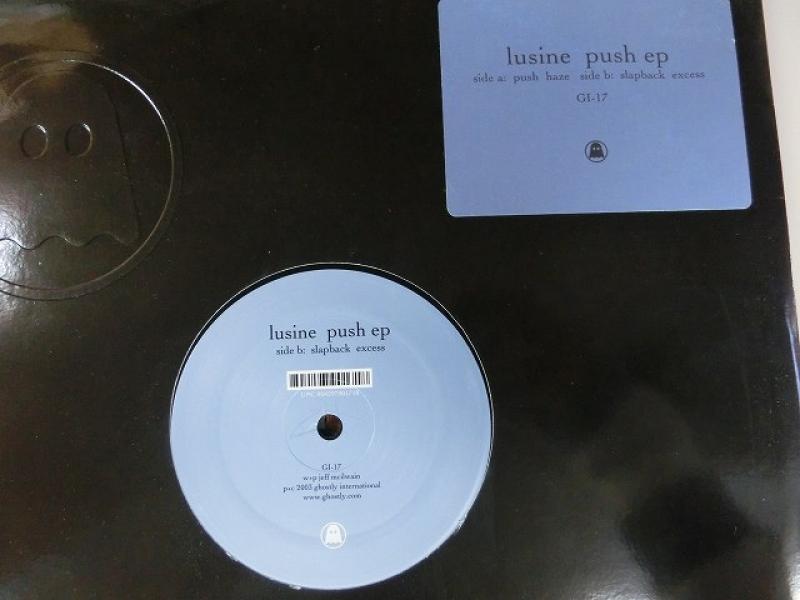 lusine push ep
side a: push haze side b: slapback excess
GI-17
lusine push ep
side b: slapback excess
GI-17
w+p jeff mcilwain
p+c 2003 ghostly international
www.ghostly.com